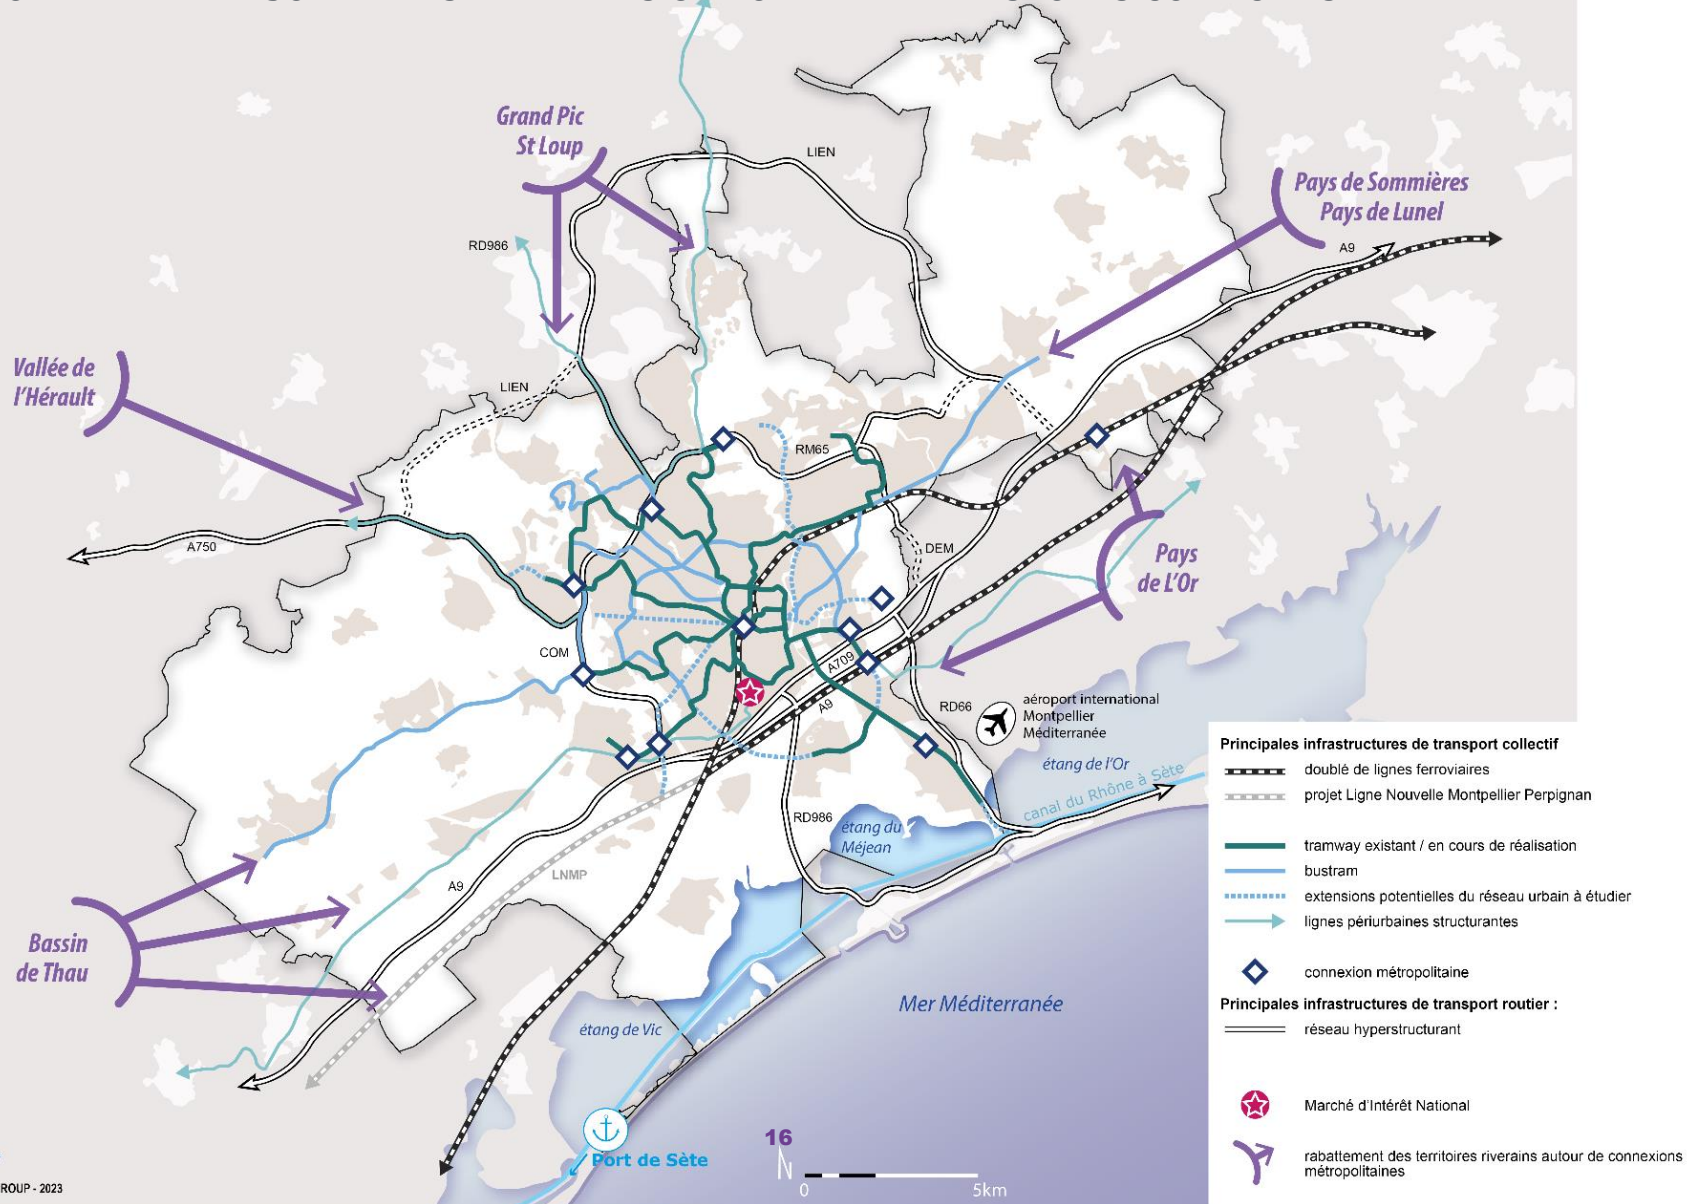 Grand Pic
St Loup
LIEN
Pays de Sommières
Pays de Lunel
RD986
A9
Vallée de
l'Hérault
LIEN
RM65
A750
DEM
Pays
de L'Or
COM
A709
A9
RD66
aéroport international
Montpellier
Méditerranée
étang de l'Or
canal du Rhône à Sète
RD986
étang du
Méjean
LNMP
A9
Bassin
de Thau
étang de Vic
Mer Méditerranée
Port de Sète
16
N
0 5km
ROUP - 2023
Principales infrastructures de transport collectif
doublé de lignes ferroviaires
projet Ligne Nouvelle Montpellier Perpignan
tramway existant / en cours de réalisation
bustram
extensions potentielles du réseau urbain à étudier
lignes périurbaines structurantes
connexion métropolitaine
Principales infrastructures de transport routier :
réseau hyperstructurant
Marché d'Intérêt National
rabattement des territoires riverains autour de connexions
métropolitaines